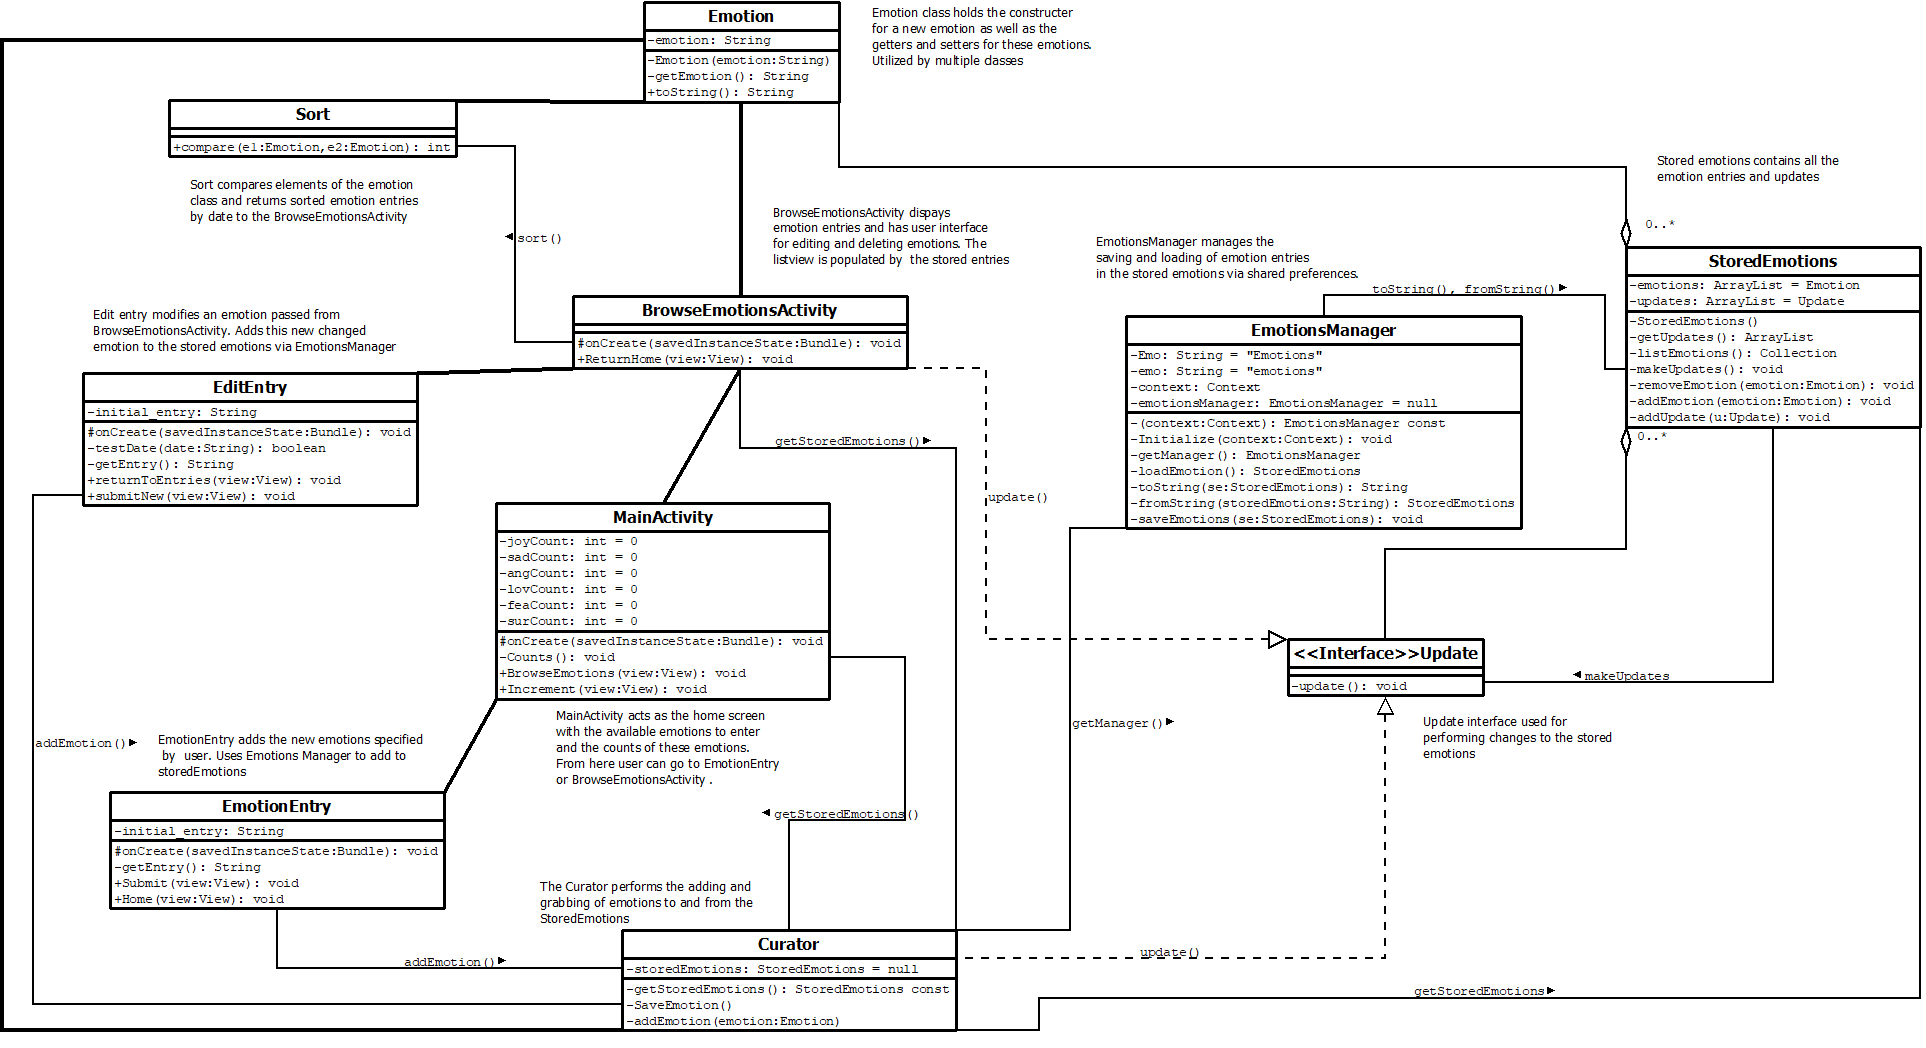 Emotion
-emotion: String
-Emotion(emotion:String)
-getEmotion(): String
+toString(): String
Emotion class holds the constructer
for a new emotion as well as the
getters and setters for these emotions.
Utilized by multiple classes
Sort
+compare(e1:Emotion,e2:Emotion): int
Sort compares elements of the emotion
class and returns sorted emotion entries
by date to the BrowseEmotionsActivity
sort()
BrowseEmotionsActivity dispays
emotion entries and has user interface
for editing and deleting emotions. The
listview is populated by the stored entries
Stored emotions contains all the
emotion entries and updates
0..*
EmotionsManager manages the
saving and loading of emotion entries
in the stored emotions via shared preferences.
toString(), fromString()
StoredEmotions
-emotions: ArrayList = Emotion
-updates: ArrayList = Update
-StoredEmotions()
-getUpdates(): ArrayList
-listEmotions(): Collection
-makeUpdates(): void
-removeEmotion(emotion:Emotion): void
-addEmotion(emotion:Emotion): void
-addUpdate(u:Update): void
0..*
BrowseEmotionsActivity
#onCreate(savedInstanceState:Bundle): void
+ReturnHome(view:View): void
EmotionsManager
-Emo: String = "Emotions"
-emo: String = "emotions"
-context: Context
-emotionsManager: EmotionsManager = null
-(context:Context): EmotionsManager const
-Initialize(context:Context): void
-getManager(): EmotionsManager
-loadEmotion(): StoredEmotions
-toString(se:StoredEmotions): String
-fromString(storedEmotions:String): StoredEmotions
-saveEmotions(se:StoredEmotions): void
Edit entry modifies an emotion passed from
BrowseEmotionsActivity. Adds this new changed
emotion to the stored emotions via EmotionsManager
EditEntry
-initial_entry: String
#onCreate(savedInstanceState:Bundle): void
-testDate(date:String): boolean
-getEntry(): String
+returnToEntries(view:View): void
+submitNew(view:View): void
getStoredEmotions()
update()
MainActivity
-joyCount: int = 0
-sadCount: int = 0
-angCount: int = 0
-lovCount: int = 0
-feaCount: int = 0
-surCount: int = 0
#onCreate(savedInstanceState:Bundle): void
-Counts(): void
+BrowseEmotions(view:View): void
+Increment(view:View): void
MainActivity acts as the home screen
with the available emotions to enter
and the counts of these emotions.
From here user can go to EmotionEntry
or BrowseEmotionsActivity .
<<Interface>>Update
-update(): void
makeUpdates
getManager()
Update interface used for
performing changes to the stored
emotions
addEmotion()
EmotionEntry adds the new emotions specified
by user. Uses Emotions Manager to add to
storedEmotions
EmotionEntry
-initial_entry: String
#onCreate(savedInstanceState:Bundle): void
-getEntry(): String
+Submit(view:View): void
+Home(view:View): void
getStoredEmotions()
The Curator performs the adding and
grabbing of emotions to and from the
StoredEmotions
addEmotion()
Curator
-storedEmotions: StoredEmotions = null
-getStoredEmotions(): StoredEmotions const
-SaveEmotion()
-addEmotion(emotion:Emotion)
update()
getStoredEmotions